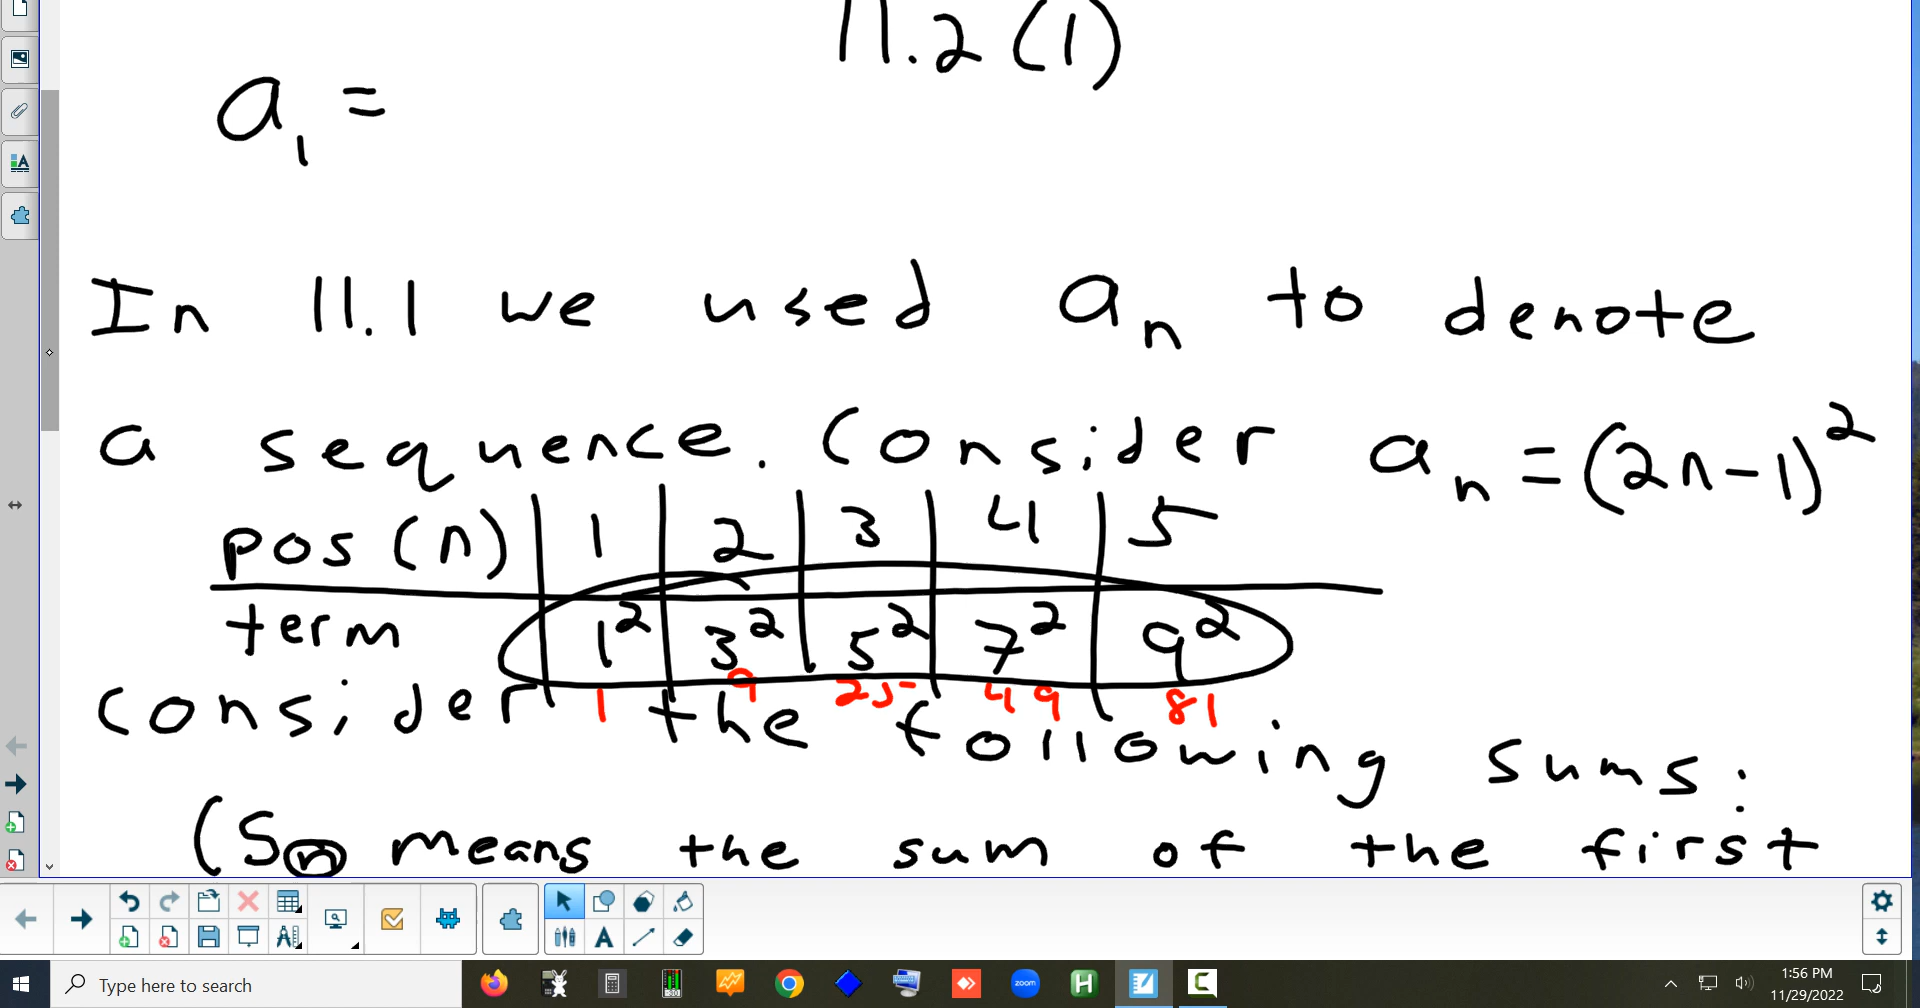 11.2 (1)
a₁ =
In 11.1 we used aₙ to denote
a sequence. Consider aₙ = (2n-1)²
pos (n) 1 2 3 4 5
term 1² 3² 5² 7² 9²
1 9 25 49 81
consider the following sums:
(Sₙ means the sum of the first
A
A
Type here to search
zoom
H
C
1:56 PM
11/29/2022